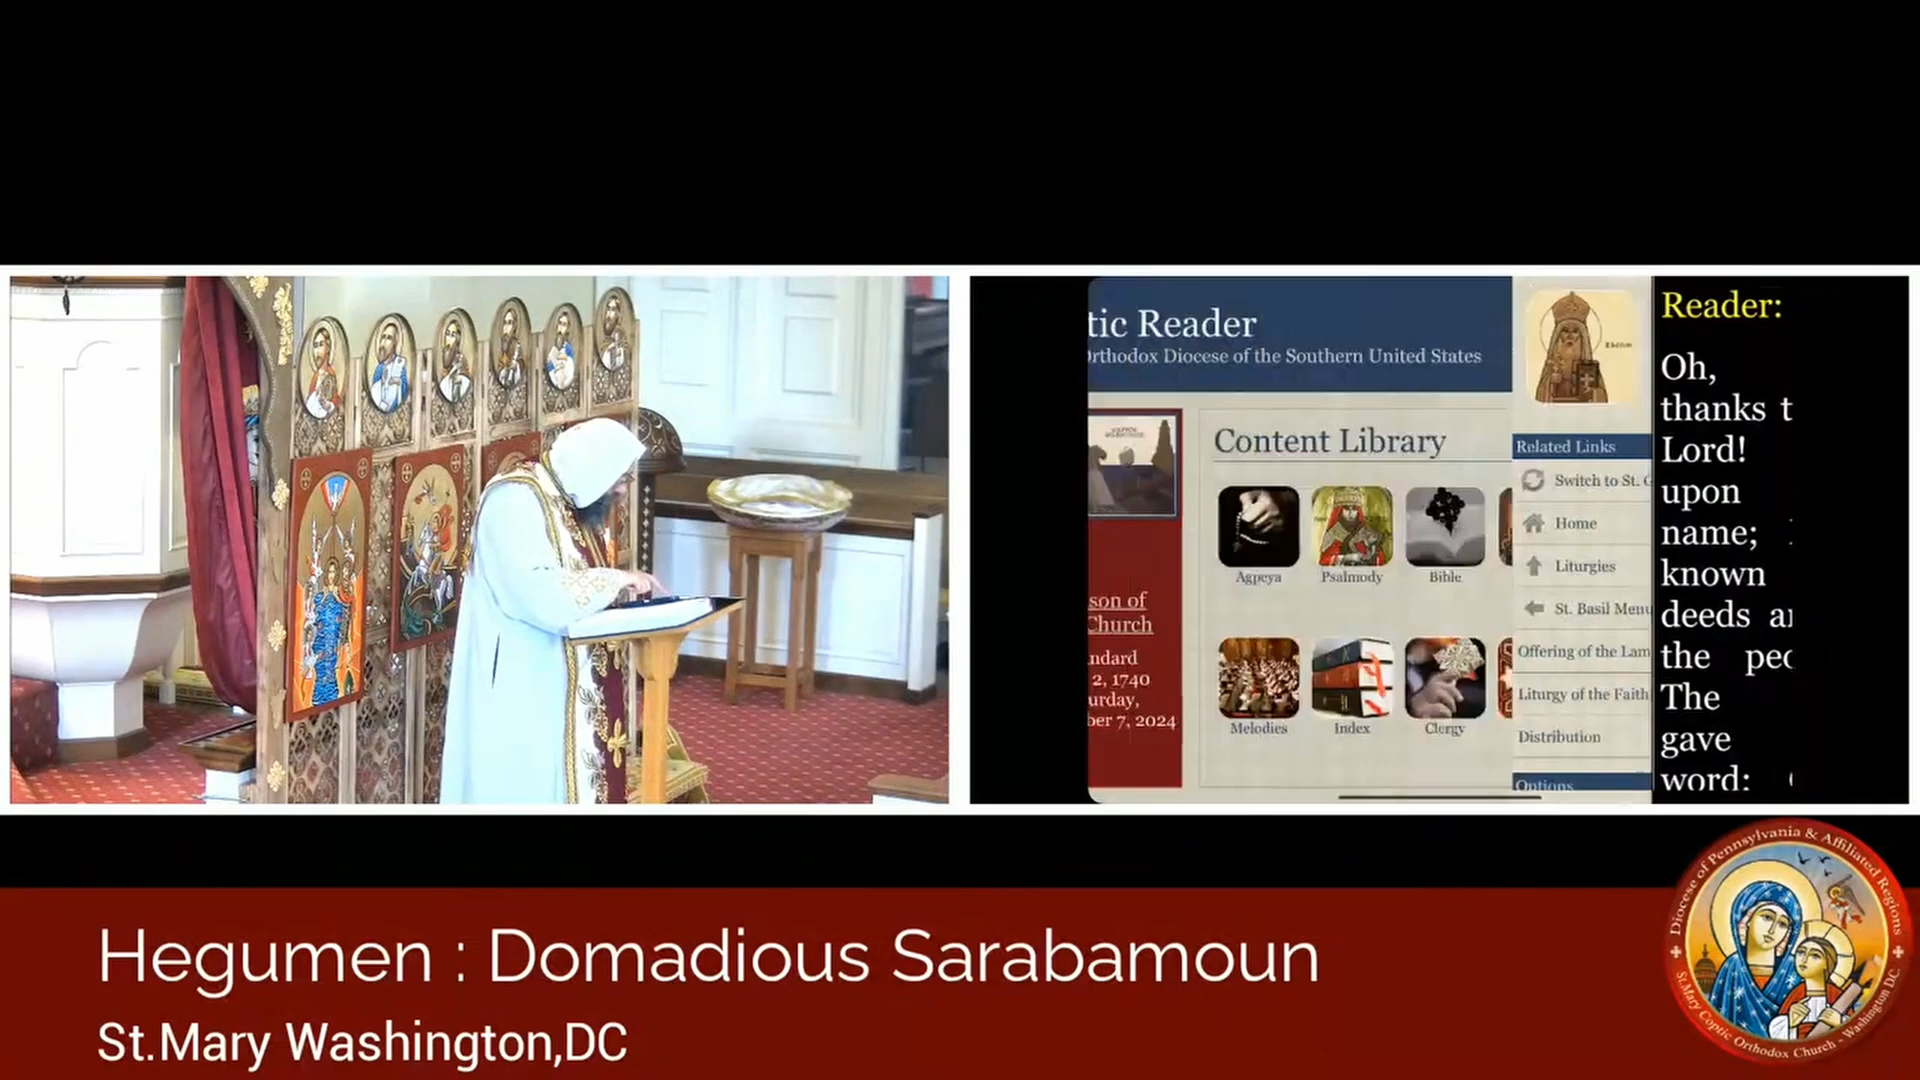 tic Reader
Orthodox Diocese of the Southern United States
Content Library
Agpeya
Psalmody
Bible
Melodies
Index
Clergy
son of
Church
ndard
2, 1740
urday,
ber 7, 2024
Related Links
Switch to St. G
Home
Liturgies
St. Basil Menu
Offering of the Lam
Liturgy of the Faith
Distribution
Options
Reader:
Oh,
thanks t
Lord!
upon
name;
known
deeds a
the peo
The
gave
word:
Hegumen : Domadious Sarabamoun
St.Mary Washington,DC
Diocese of Pennsylvania & Affiliated Regions
St.Mary Coptic Orthodox Church - Washington D.C.